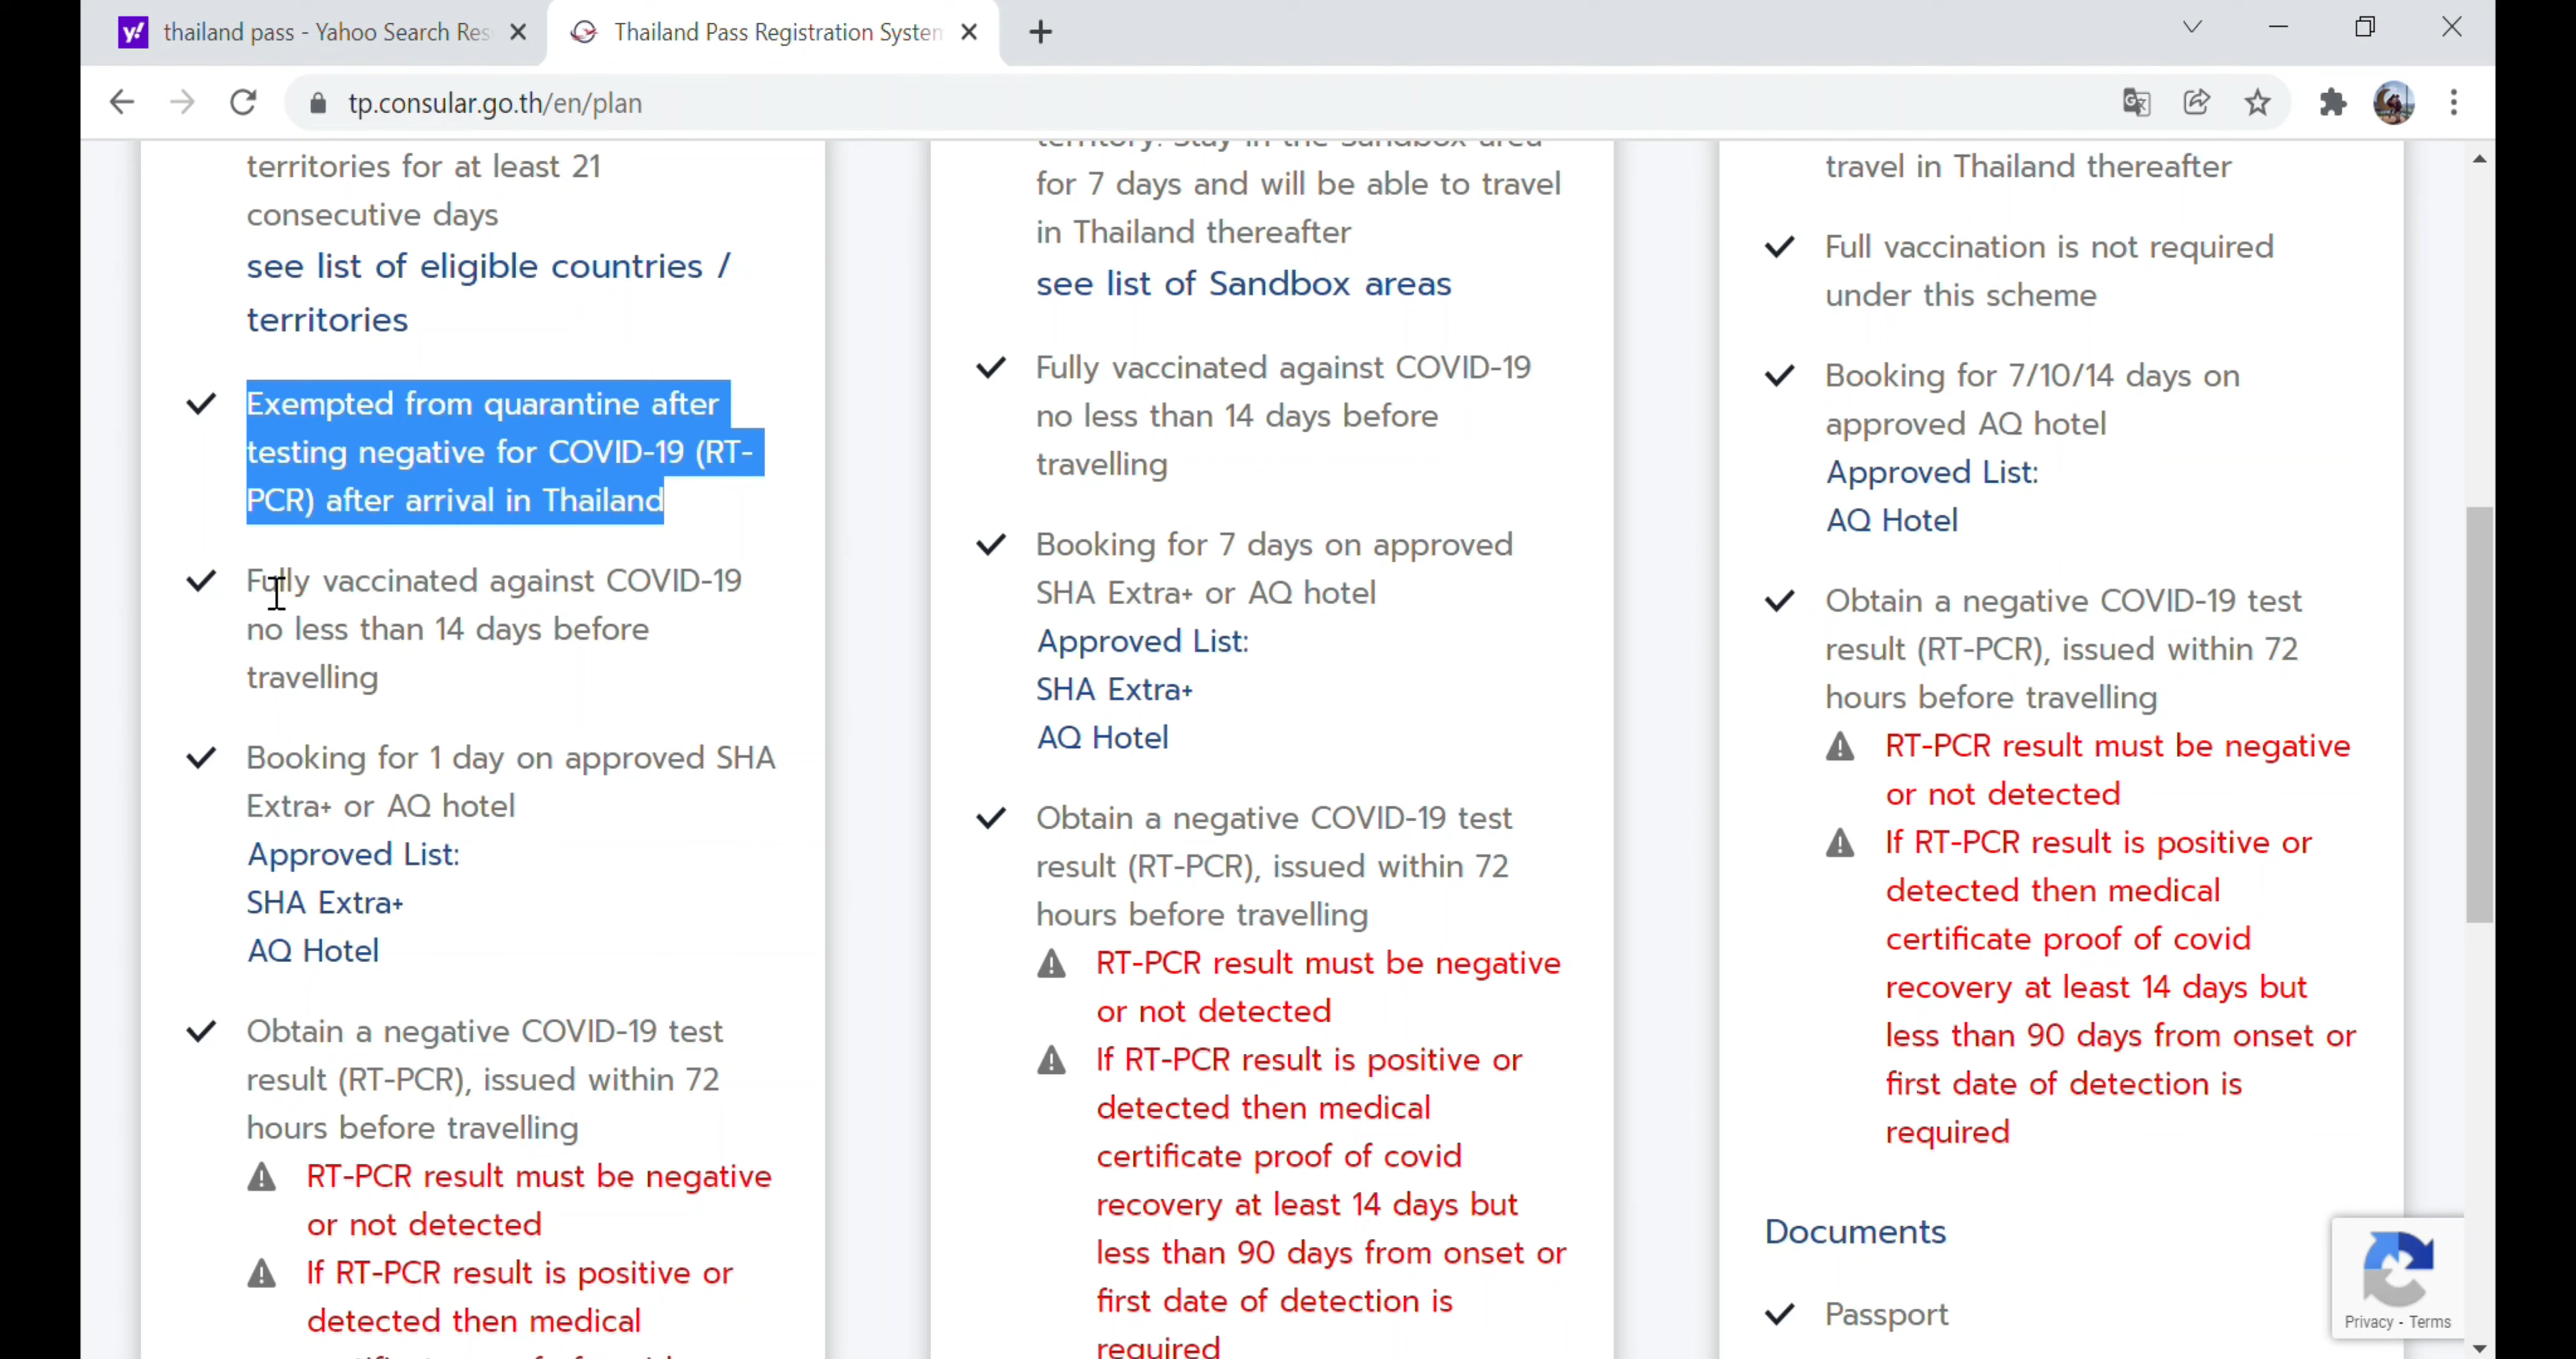 thailand pass - Yahoo Search Res
Thailand Pass Registration System
tp.consular.go.th/en/plan
territories for at least 21
consecutive days
see list of eligible countries /
territories
Exempted from quarantine after
testing negative for COVID-19 (RT-
PCR) after arrival in Thailand
Fully vaccinated against COVID-19
no less than 14 days before
travelling
Booking for 1 day on approved SHA
Extra+ or AQ hotel
Approved List:
SHA Extra+
AQ Hotel
Obtain a negative COVID-19 test
result (RT-PCR), issued within 72
hours before travelling
RT-PCR result must be negative
or not detected
If RT-PCR result is positive or
detected then medical
territory. Stay in the Sandbox area
for 7 days and will be able to travel
in Thailand thereafter
see list of Sandbox areas
Fully vaccinated against COVID-19
no less than 14 days before
travelling
Booking for 7 days on approved
SHA Extra+ or AQ hotel
Approved List:
SHA Extra+
AQ Hotel
Obtain a negative COVID-19 test
result (RT-PCR), issued within 72
hours before travelling
RT-PCR result must be negative
or not detected
If RT-PCR result is positive or
detected then medical
certificate proof of covid
recovery at least 14 days but
less than 90 days from onset or
first date of detection is
required
travel in Thailand thereafter
Full vaccination is not required
under this scheme
Booking for 7/10/14 days on
approved AQ hotel
Approved List:
AQ Hotel
Obtain a negative COVID-19 test
result (RT-PCR), issued within 72
hours before travelling
RT-PCR result must be negative
or not detected
If RT-PCR result is positive or
detected then medical
certificate proof of covid
recovery at least 14 days but
less than 90 days from onset or
first date of detection is
required
Documents
Passport
Privacy - Terms